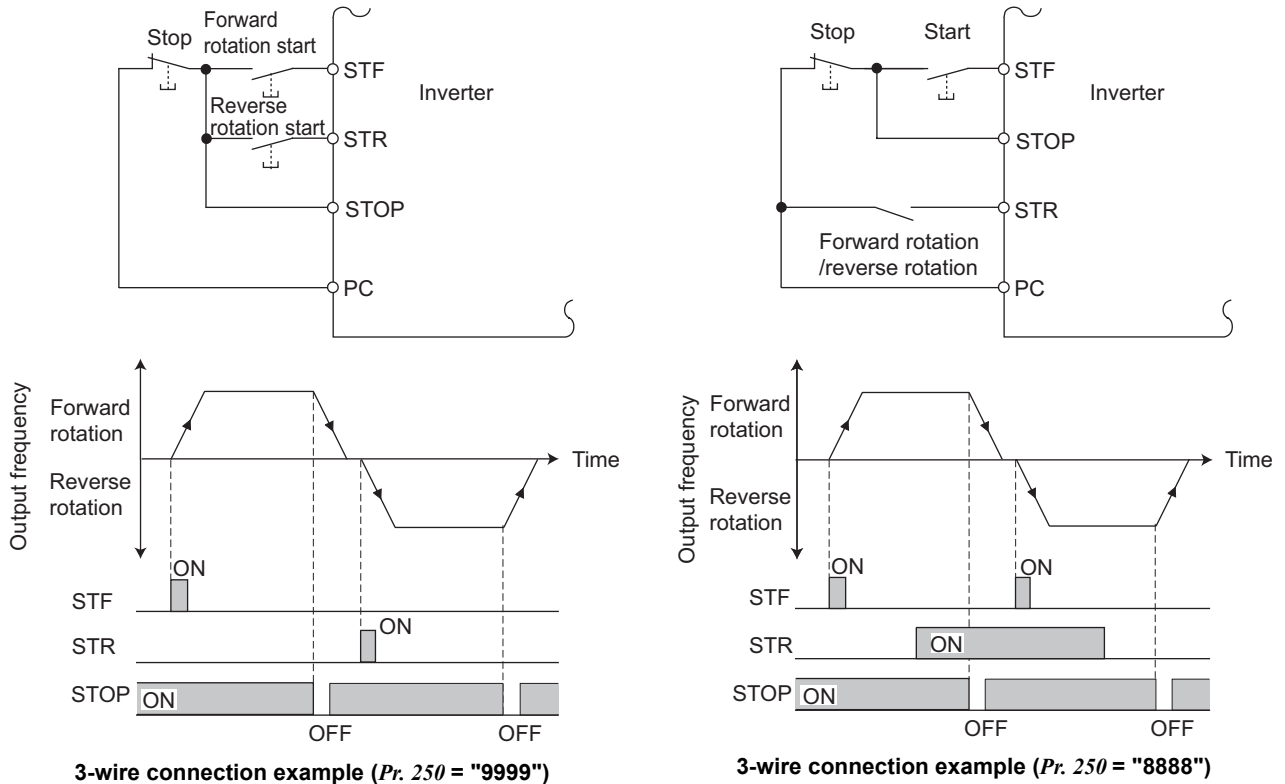 Forward
rotation start
Stop
STF
Inverter
Reverse
rotation start
STR
STOP
PC
Output frequency
Forward
rotation
Time
Reverse
rotation
ON
STF
ON
STR
STOP
ON
OFF
OFF
3-wire connection example (Pr. 250 = "9999")
Stop
Start
STF
Inverter
STOP
STR
Forward rotation
/reverse rotation
PC
Output frequency
Forward
rotation
Time
Reverse
rotation
ON
ON
STF
STR
ON
STOP
ON
OFF
OFF
3-wire connection example (Pr. 250 = "8888")